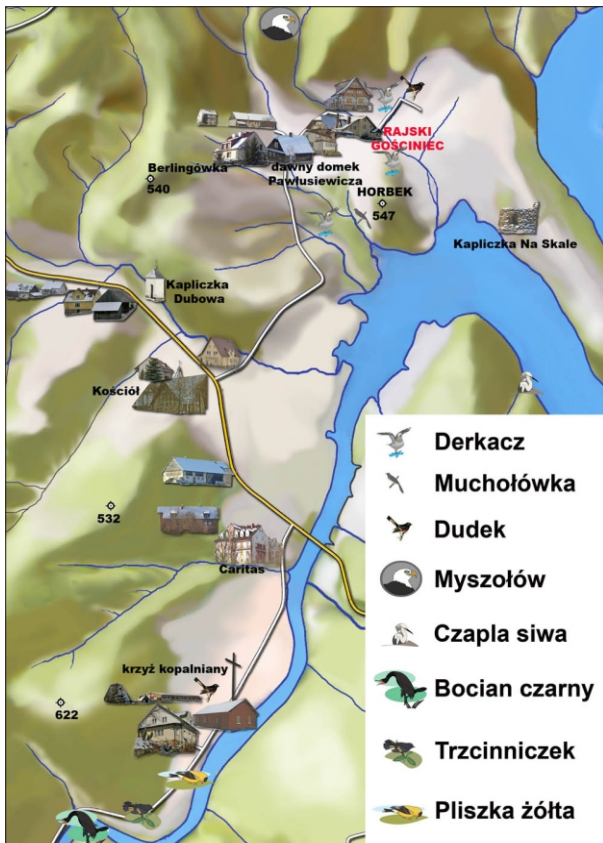 RAJSKI
GOŚCINIEC
Berlingówka
540
dawny domek
Pawłusiewicza
HORBEK
547
Kapliczka Na Skale
Kapliczka
Dubowa
Kościół
532
Caritas
krzyż kopalniany
622
Derkacz
Muchołówka
Dudek
Myszołów
Czapla siwa
Bocian czarny
Trzcinniczek
Pliszka żółta